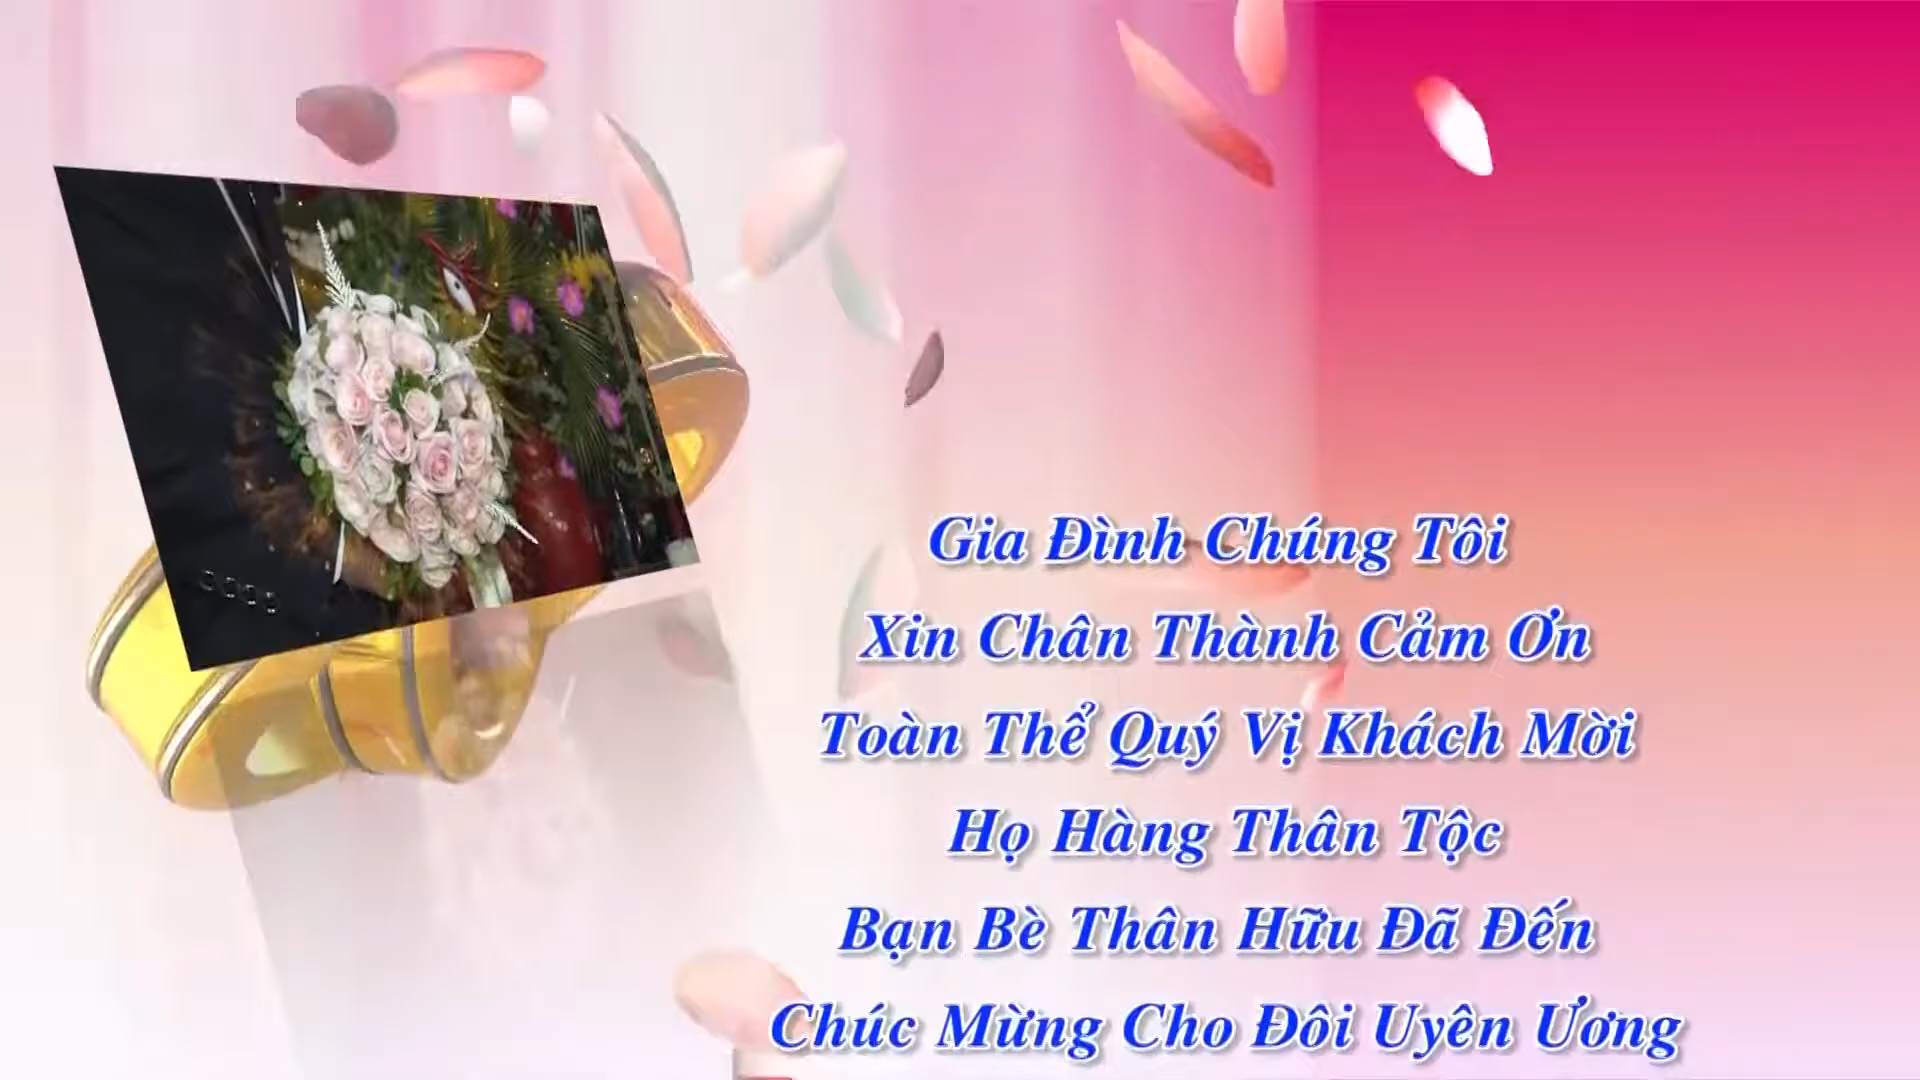 Gia Đình Chúng Tôi
Xin Chân Thành Cảm Ơn
Toàn Thể Quý Vị Khách Mời
Họ Hàng Thân Tộc
Bạn Bè Thân Hữu Đã Đến
Chúc Mừng Cho Đôi Uyên Ương